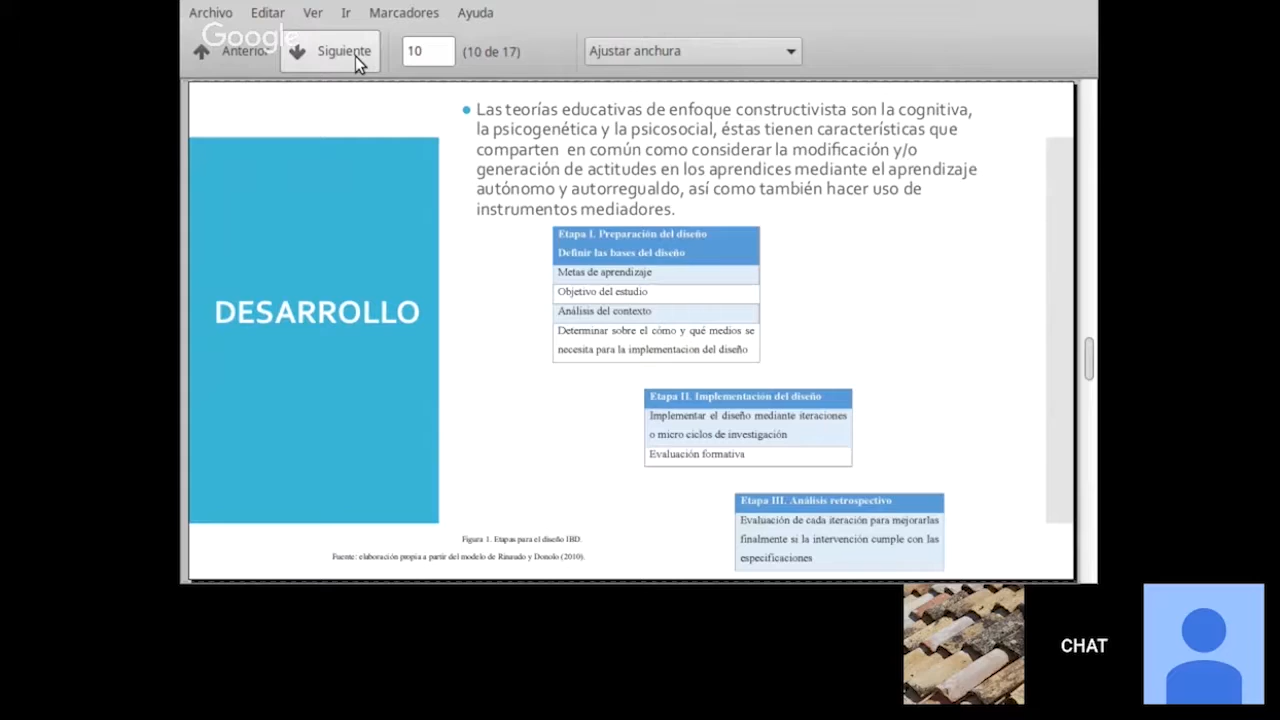 Archivo Editar Ver Ir Marcadores Ayuda
Google
Anterior Siguiente 10 (10 de 17) Ajustar anchura
Las teorías educativas de enfoque constructivista son la cognitiva,
la psicogenética y la psicosocial, éstas tienen características que
comparten en común como considerar la modificación y/o
generación de actitudes en los aprendices mediante el aprendizaje
autónomo y autorregualdo, así como también hacer uso de
instrumentos mediadores.
DESARROLLO
Etapa I. Preparación del diseño
Definir las bases del diseño
Metas de aprendizaje
Objetivo del estudio
Análisis del contexto
Determinar sobre el cómo y qué medios se
necesita para la implementacion del diseño
Etapa II. Implementación del diseño
Implementar el diseño mediante iteraciones
o micro ciclos de investigación
Evaluación formativa
Etapa III. Análisis retrospectivo
Evaluación de cada iteración para mejorarlas
finalmente si la intervención cumple con las
especificaciones
Figura 1. Etapas para el diseño IBD.
Fuente: elaboración propia a partir del modelo de Rinaudo y Donolo (2010).
CHAT